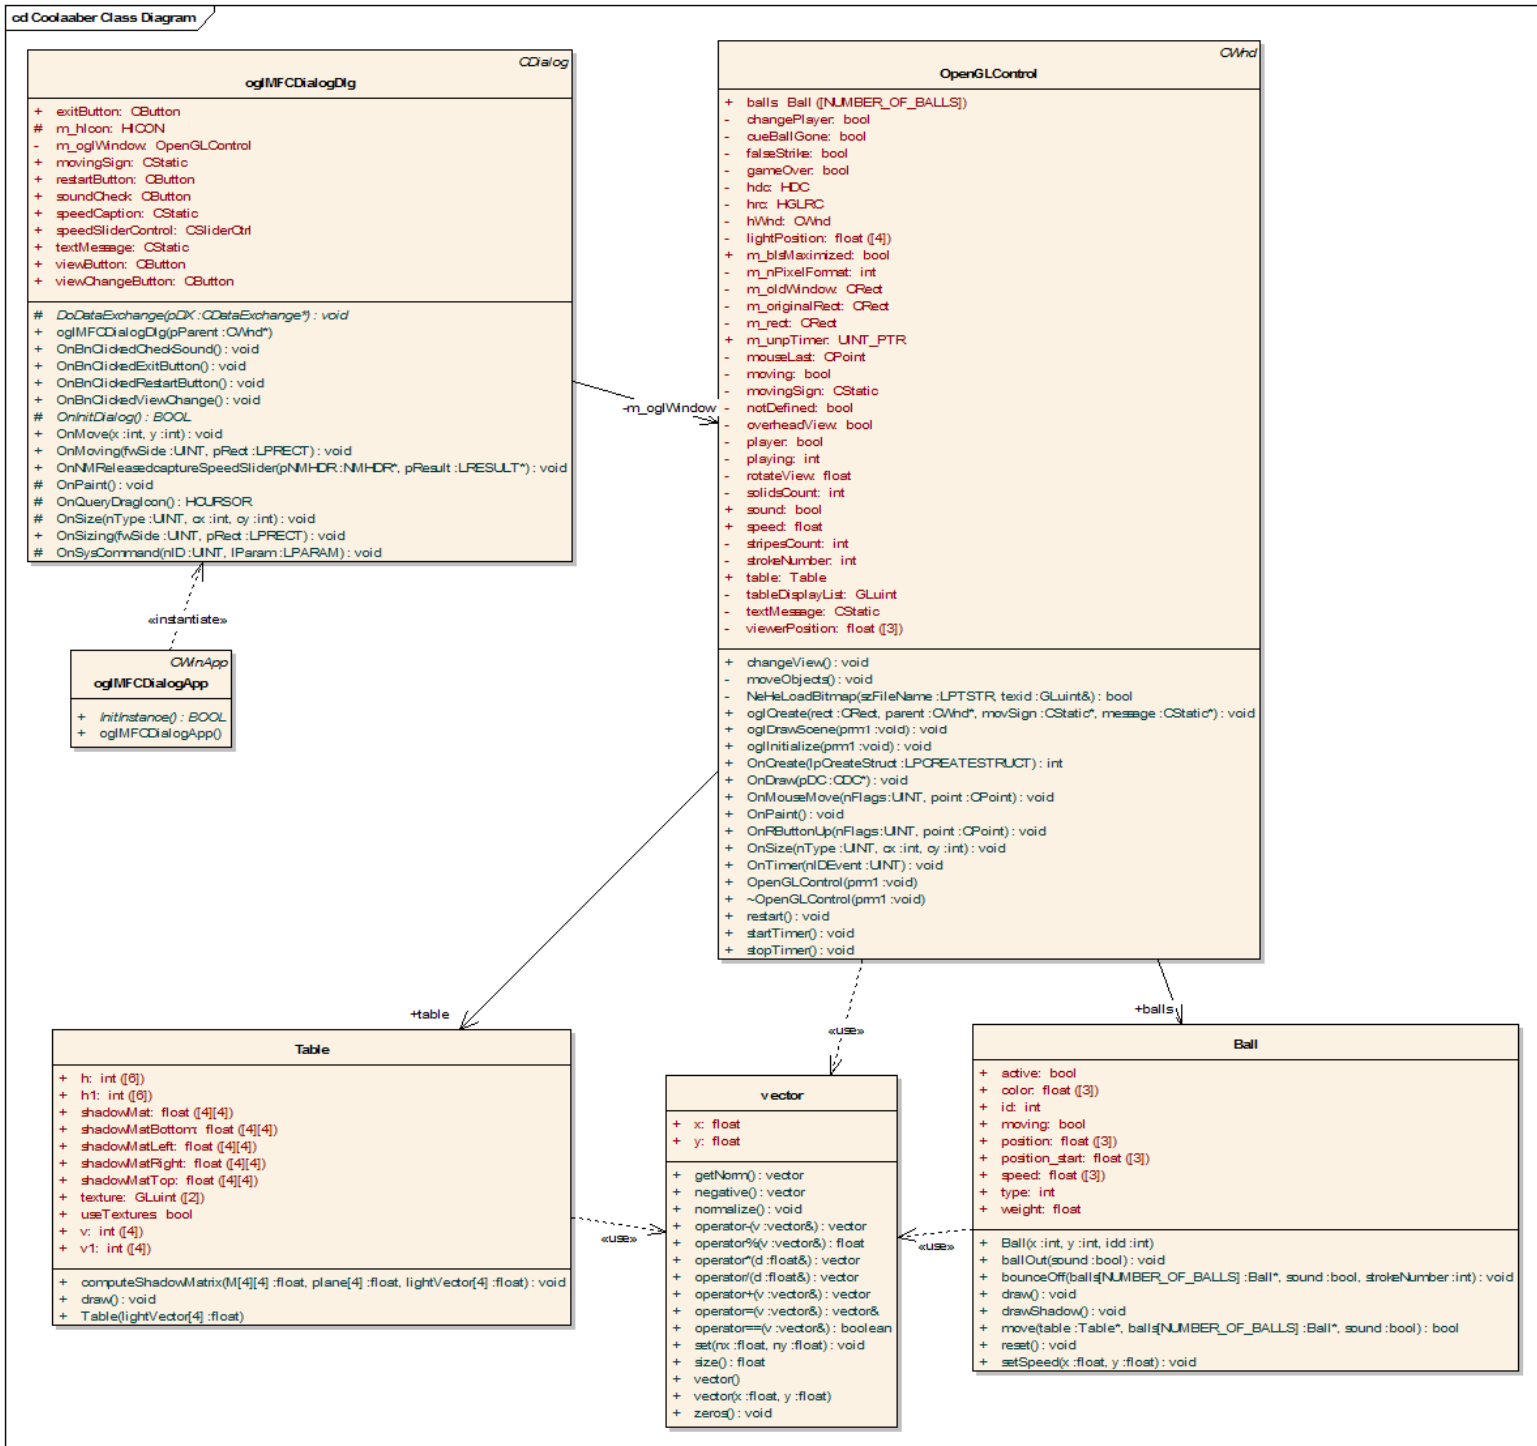 cd Coolaaber Class Diagram
CDialog
oglMFCDialogDlg
+ exitButton: CButton
# m_hIcon: HICON
- m_oglWindow: OpenGLControl
+ movingSign: CStatic
+ restartButton: CButton
+ soundCheck: CButton
+ speedCaption: CStatic
+ speedSliderControl: CSliderCtrl
+ textMessage: CStatic
+ viewButton: CButton
+ viewChangeButton: CButton
# DoDataExchange(pDX :CDataExchange*) : void
+ oglMFCDialogDlg(pParent :CWnd*)
+ OnBnClickedCheckSound() : void
+ OnBnClickedExitButton() : void
+ OnBnClickedRestartButton() : void
+ OnBnClickedViewChange() : void
# OnInitDialog() : BOOL
+ OnMove(x :int, y :int) : void
+ OnMoving(fwSide :UINT, pRect :LPRECT) : void
+ OnNMReleasedcaptureSpeedSlider(pNMHDR :NMHDR*, pResult :LRESULT*) : void
# OnPaint() : void
# OnQueryDragIcon() : HCURSOR
# OnSize(nType :UINT, cx :int, cy :int) : void
+ OnSizing(fwSide :UINT, pRect :LPRECT) : void
# OnSysCommand(nID :UINT, lParam :LPARAM) : void
«instantiate»
CWinApp
oglMFCDialogApp
+ InitInstance() : BOOL
+ oglMFCDialogApp()
-m_oglWindow
CWnd
OpenGLControl
+ balls: Ball ([NUMBER_OF_BALLS])
- changePlayer: bool
- cueBallGone: bool
- falseStrike: bool
- gameOver: bool
- hdc: HDC
- hrc: HGLRC
- hWnd: CWnd
- lightPosition: float ([4])
+ m_bIsMaximized: bool
- m_nPixelFormat: int
- m_oldWindow: CRect
- m_originalRect: CRect
- m_rect: CRect
+ m_unpTimer: UINT_PTR
- mouseLast: CPoint
- moving: bool
- movingSign: CStatic
- notDefined: bool
- overheadView: bool
- player: bool
- playing: int
- rotateView: float
- solidsCount: int
+ sound: bool
+ speed: float
- stripesCount: int
- strokeNumber: int
+ table: Table
- tableDisplayList: GLuint
- textMessage: CStatic
- viewerPosition: float ([3])
+ changeView() : void
- moveObjects() : void
- NeHeLoadBitmap(szFileName :LPTSTR, texid :GLuint&) : bool
+ oglCreate(rect :CRect, parent :CWnd*, movSign :CStatic*, message :CStatic*) : void
+ oglDrawScene(prm1 :void) : void
+ oglInitialize(prm1 :void) : void
+ OnCreate(lpCreateStruct :LPCREATESTRUCT) : int
+ OnDraw(pDC :CDC*) : void
+ OnMouseMove(nFlags :UINT, point :CPoint) : void
+ OnPaint() : void
+ OnRButtonUp(nFlags :UINT, point :CPoint) : void
+ OnSize(nType :UINT, cx :int, cy :int) : void
+ OnTimer(nIDEvent :UINT) : void
+ OpenGLControl(prm1 :void)
+ ~OpenGLControl(prm1 :void)
+ restart() : void
+ startTimer() : void
+ stopTimer() : void
+table
«use»
+balls
Table
+ h: int ([6])
+ h1: int ([6])
+ shadowMat: float ([4][4])
+ shadowMatBottom: float ([4][4])
+ shadowMatLeft: float ([4][4])
+ shadowMatRight: float ([4][4])
+ shadowMatTop: float ([4][4])
+ texture: GLuint ([2])
+ useTextures: bool
+ v: int ([4])
+ v1: int ([4])
+ computeShadowMatrix(M[4][4] :float, plane[4] :float, lightVector[4] :float) : void
+ draw() : void
+ Table(lightVector[4] :float)
«use»
vector
+ x: float
+ y: float
+ getNorm() : vector
+ negative() : vector
+ normalize() : void
+ operator-(v :vector&) : vector
+ operator%(v :vector&) : float
+ operator*(d :float&) : vector
+ operator/(d :float&) : vector
+ operator+(v :vector&) : vector
+ operator=(v :vector&) : vector&
+ operator==(v :vector&) : boolean
+ set(nx :float, ny :float) : void
+ size() : float
+ vector()
+ vector(x :float, y :float)
+ zeros() : void
«use»
Ball
+ active: bool
+ color: float ([3])
+ id: int
+ moving: bool
+ position: float ([3])
+ position_start: float ([3])
+ speed: float ([3])
+ type: int
+ weight: float
+ Ball(x :int, y :int, idd :int)
+ ballOut(sound :bool) : void
+ bounceOff(balls[NUMBER_OF_BALLS] :Ball*, sound :bool, strokeNumber :int) : void
+ draw() : void
+ drawShadow() : void
+ move(table :Table*, balls[NUMBER_OF_BALLS] :Ball*, sound :bool) : bool
+ reset() : void
+ setSpeed(x :float, y :float) : void